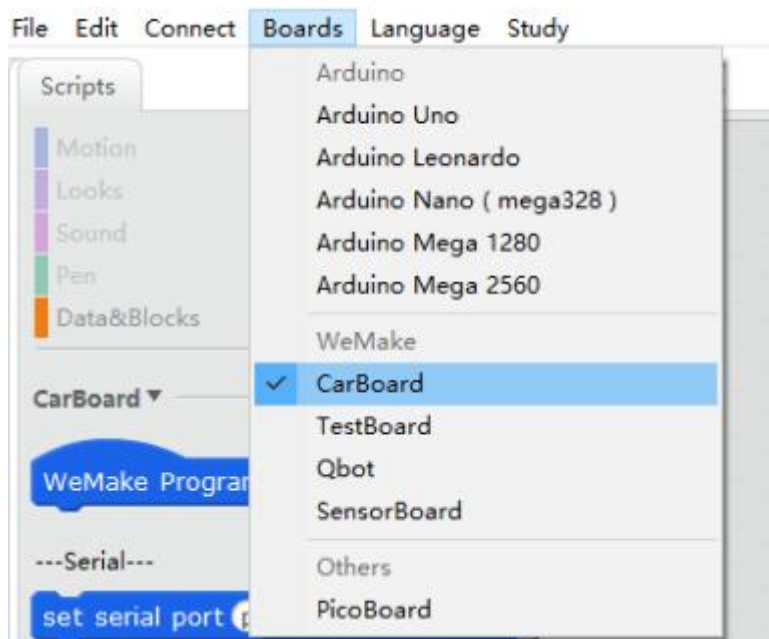 File Edit Connect Boards Language Study
Scripts
Motion
Looks
Sound
Pen
Data&Blocks
CarBoard
WeMake
---Serial---
set serial port
Arduino
Arduino Uno
Arduino Leonardo
Arduino Nano ( mega328 )
Arduino Mega 1280
Arduino Mega 2560
WeMake
CarBoard
TestBoard
Qbot
SensorBoard
Others
PicoBoard